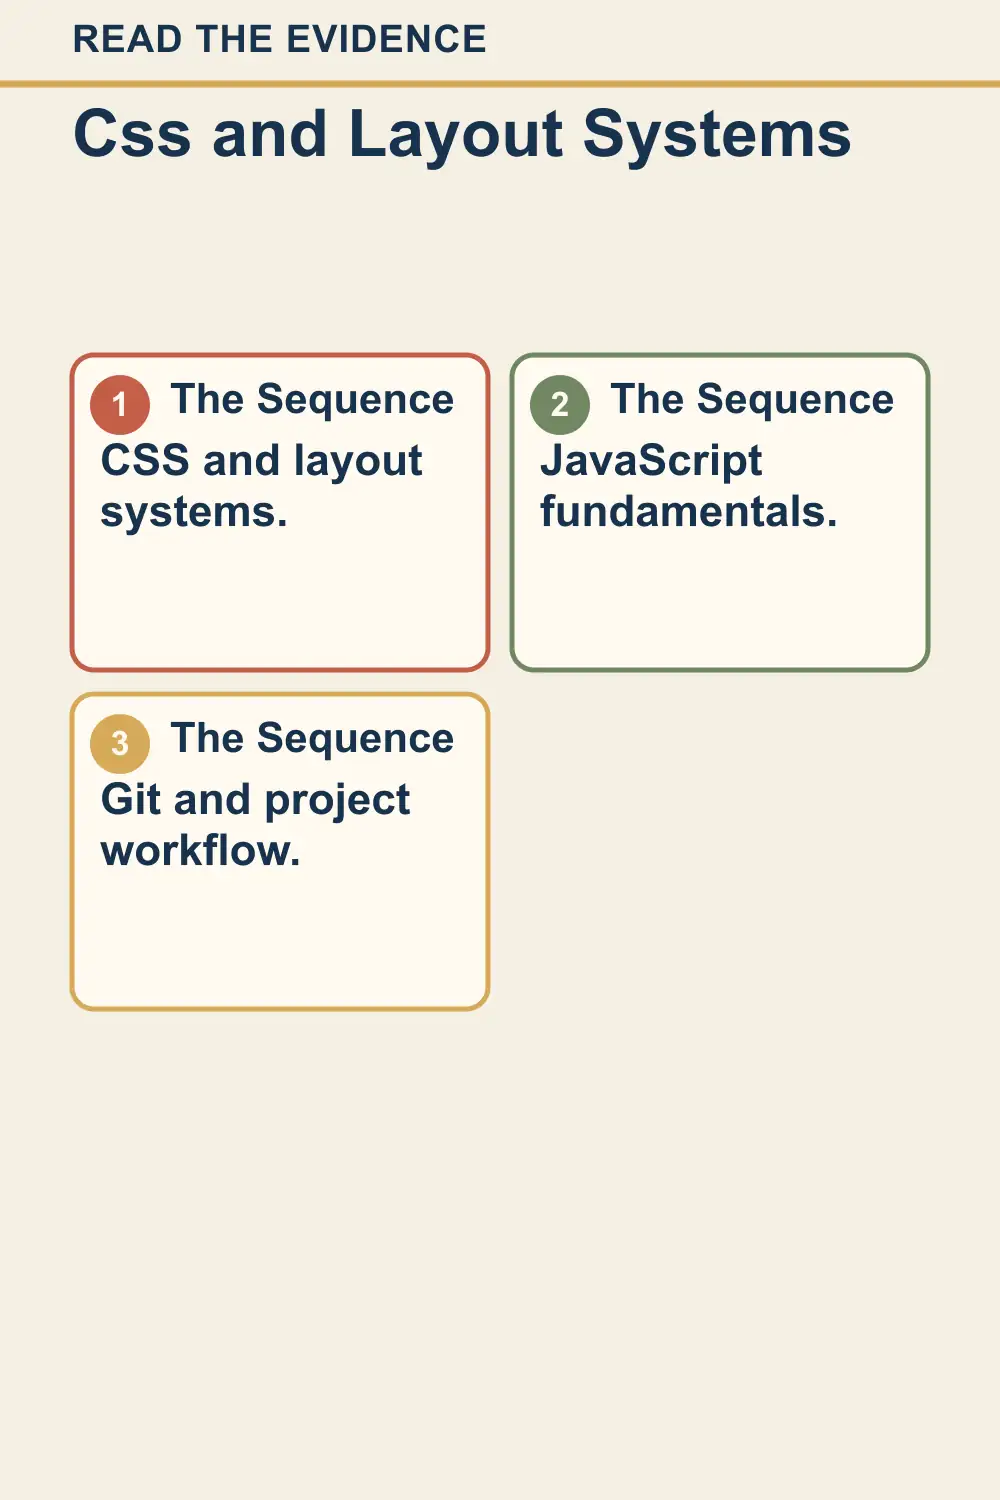 READ THE EVIDENCE
Css and Layout Systems
1 The Sequence
CSS and layout
systems.
2 The Sequence
JavaScript
fundamentals.
3 The Sequence
Git and project
workflow.